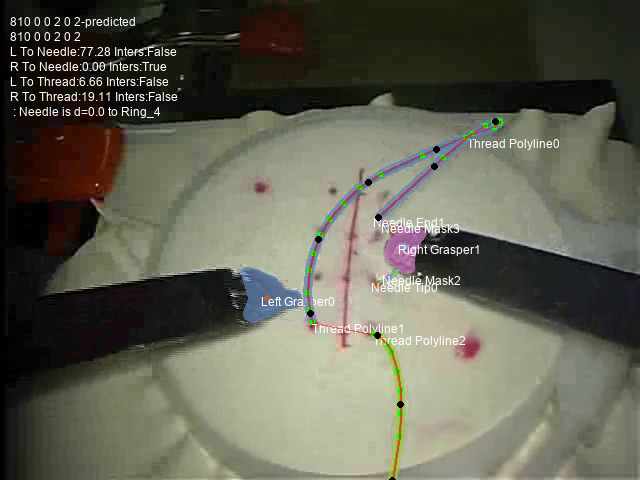 810 0 0 2 0 2-predicted
810 0 0 2 0 2
L To Needle:77.28 Inters:False
R To Needle:0.00 Inters:True
L To Thread:6.66 Inters:False
R To Thread:19.11 Inters:False
: Needle is d=0.0 to Ring_4
Thread Polyline0
Needle End1
Needle Mask3
Right Grasper1
Needle Mask2
Needle Tip0
Left Grasper0
Thread Polyline1
Thread Polyline2